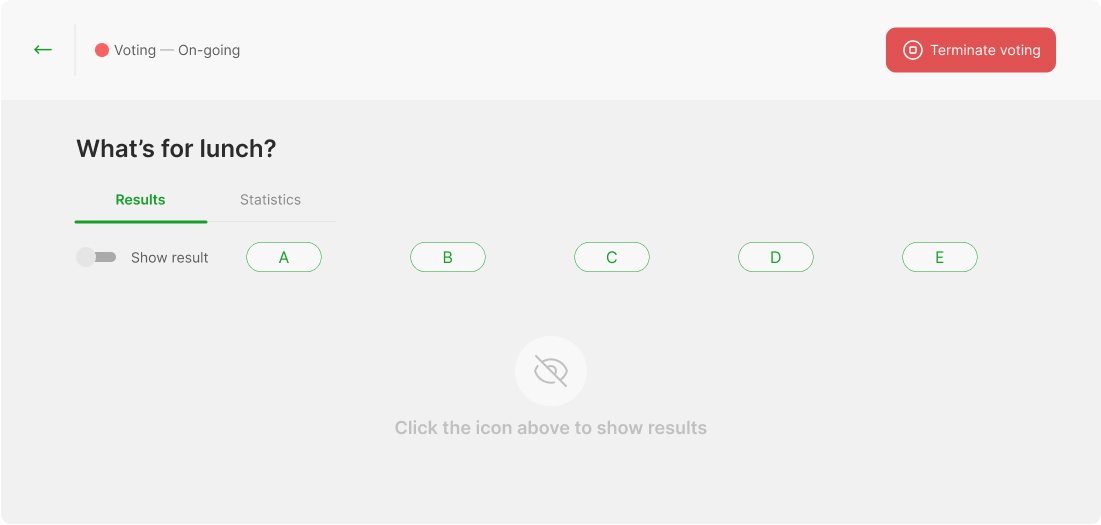 Voting — On-going
Terminate voting
What's for lunch?
Results Statistics
Show result A B C D E
Click the icon above to show results